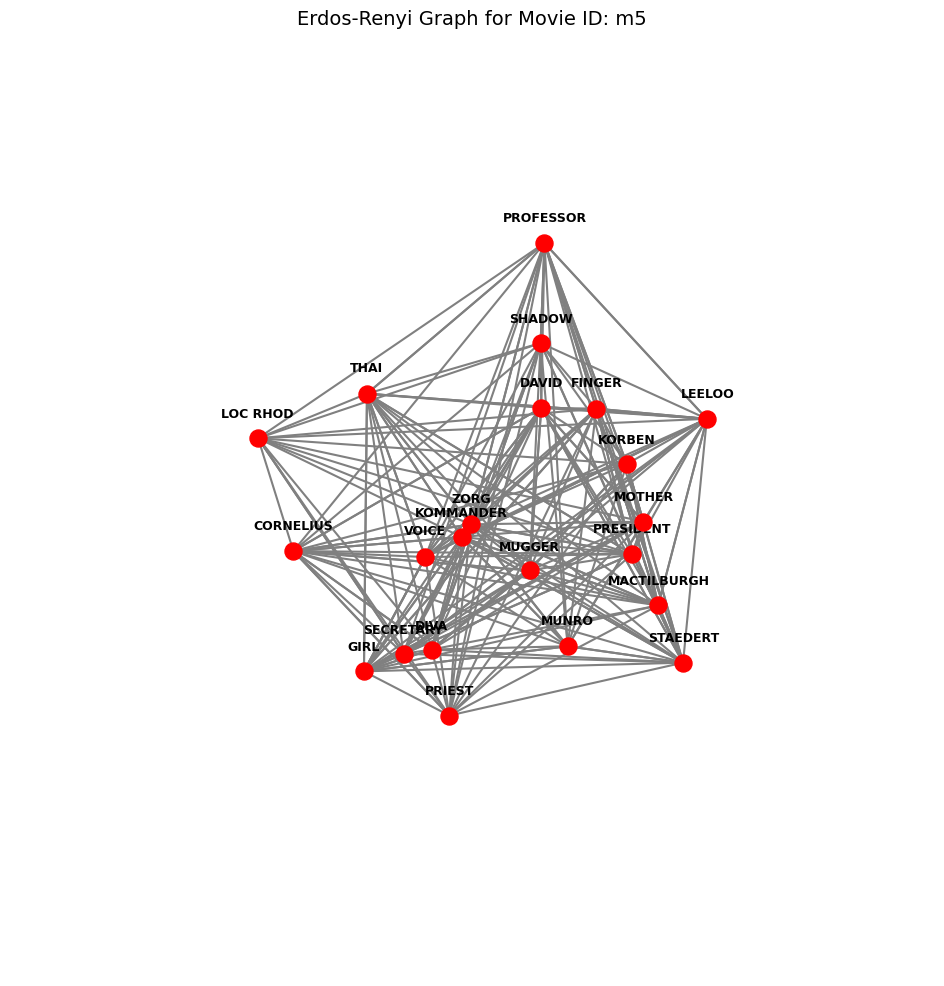 Erdos-Renyi Graph for Movie ID: m5
PROFESSOR
SHADOW
THAI
DAVID
FINGER
LEELOO
LOC RHOD
KORBEN
MOTHER
ZORG
KOMMANDER
CORNELIUS
VOICE
PRESIDENT
MUGGER
MACTILBURGH
MUNRO
DIVA
SECRETARY
STAEDERT
GIRL
PRIEST